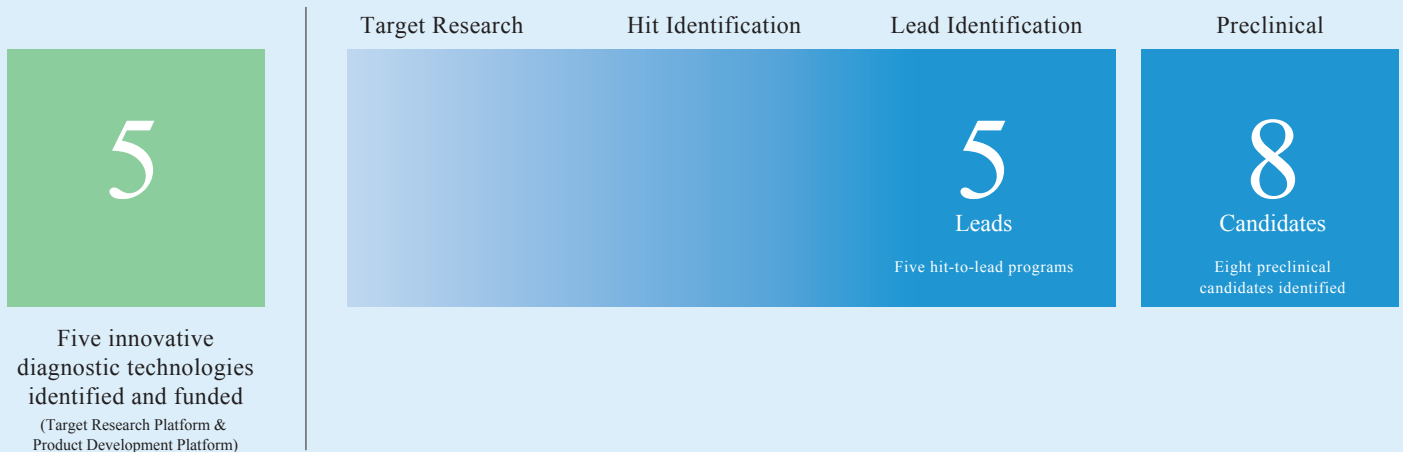 5
Five innovative
diagnostic technologies
identified and funded
(Target Research Platform &
Product Development Platform)
Target Research
Hit Identification
Lead Identification
Preclinical
5
Leads
Five hit-to-lead programs
8
Candidates
Eight preclinical
candidates identified